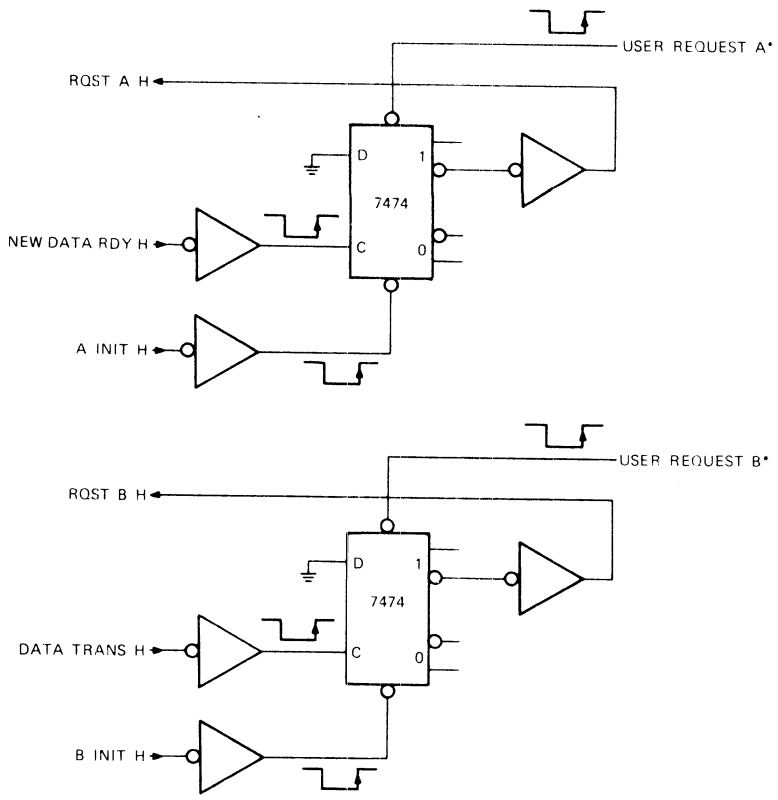 USER REQUEST A*
RQST A H
D
1
7474
NEW DATA RDY H
C
0
A INIT H
USER REQUEST B*
RQST B H
D
1
7474
DATA TRANS H
C
0
B INIT H